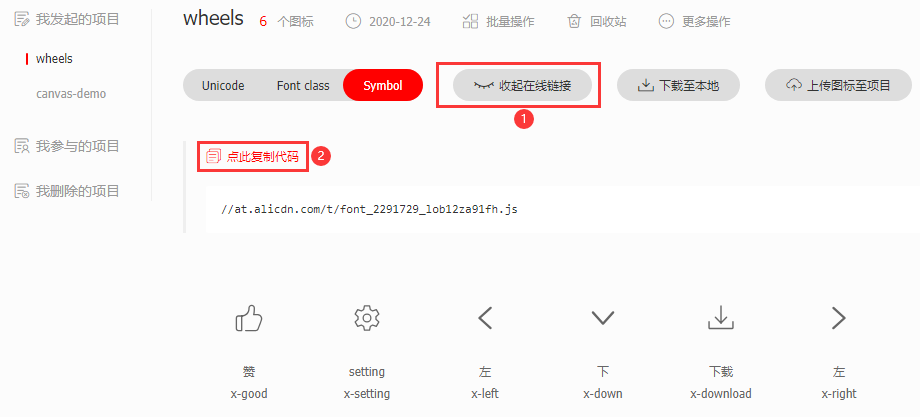 我发起的项目
wheels
canvas-demo
我参与的项目
我删除的项目
wheels 6 个图标 2020-12-24 批量操作 回收站 更多操作
Unicode Font class Symbol 收起在线链接 下载至本地 上传图标至项目
1
点此复制代码 2
//at.alicdn.com/t/font_2291729_lob12za91fh.js
赞 setting 左 下 下载 左
x-good x-setting x-left x-down x-download x-right